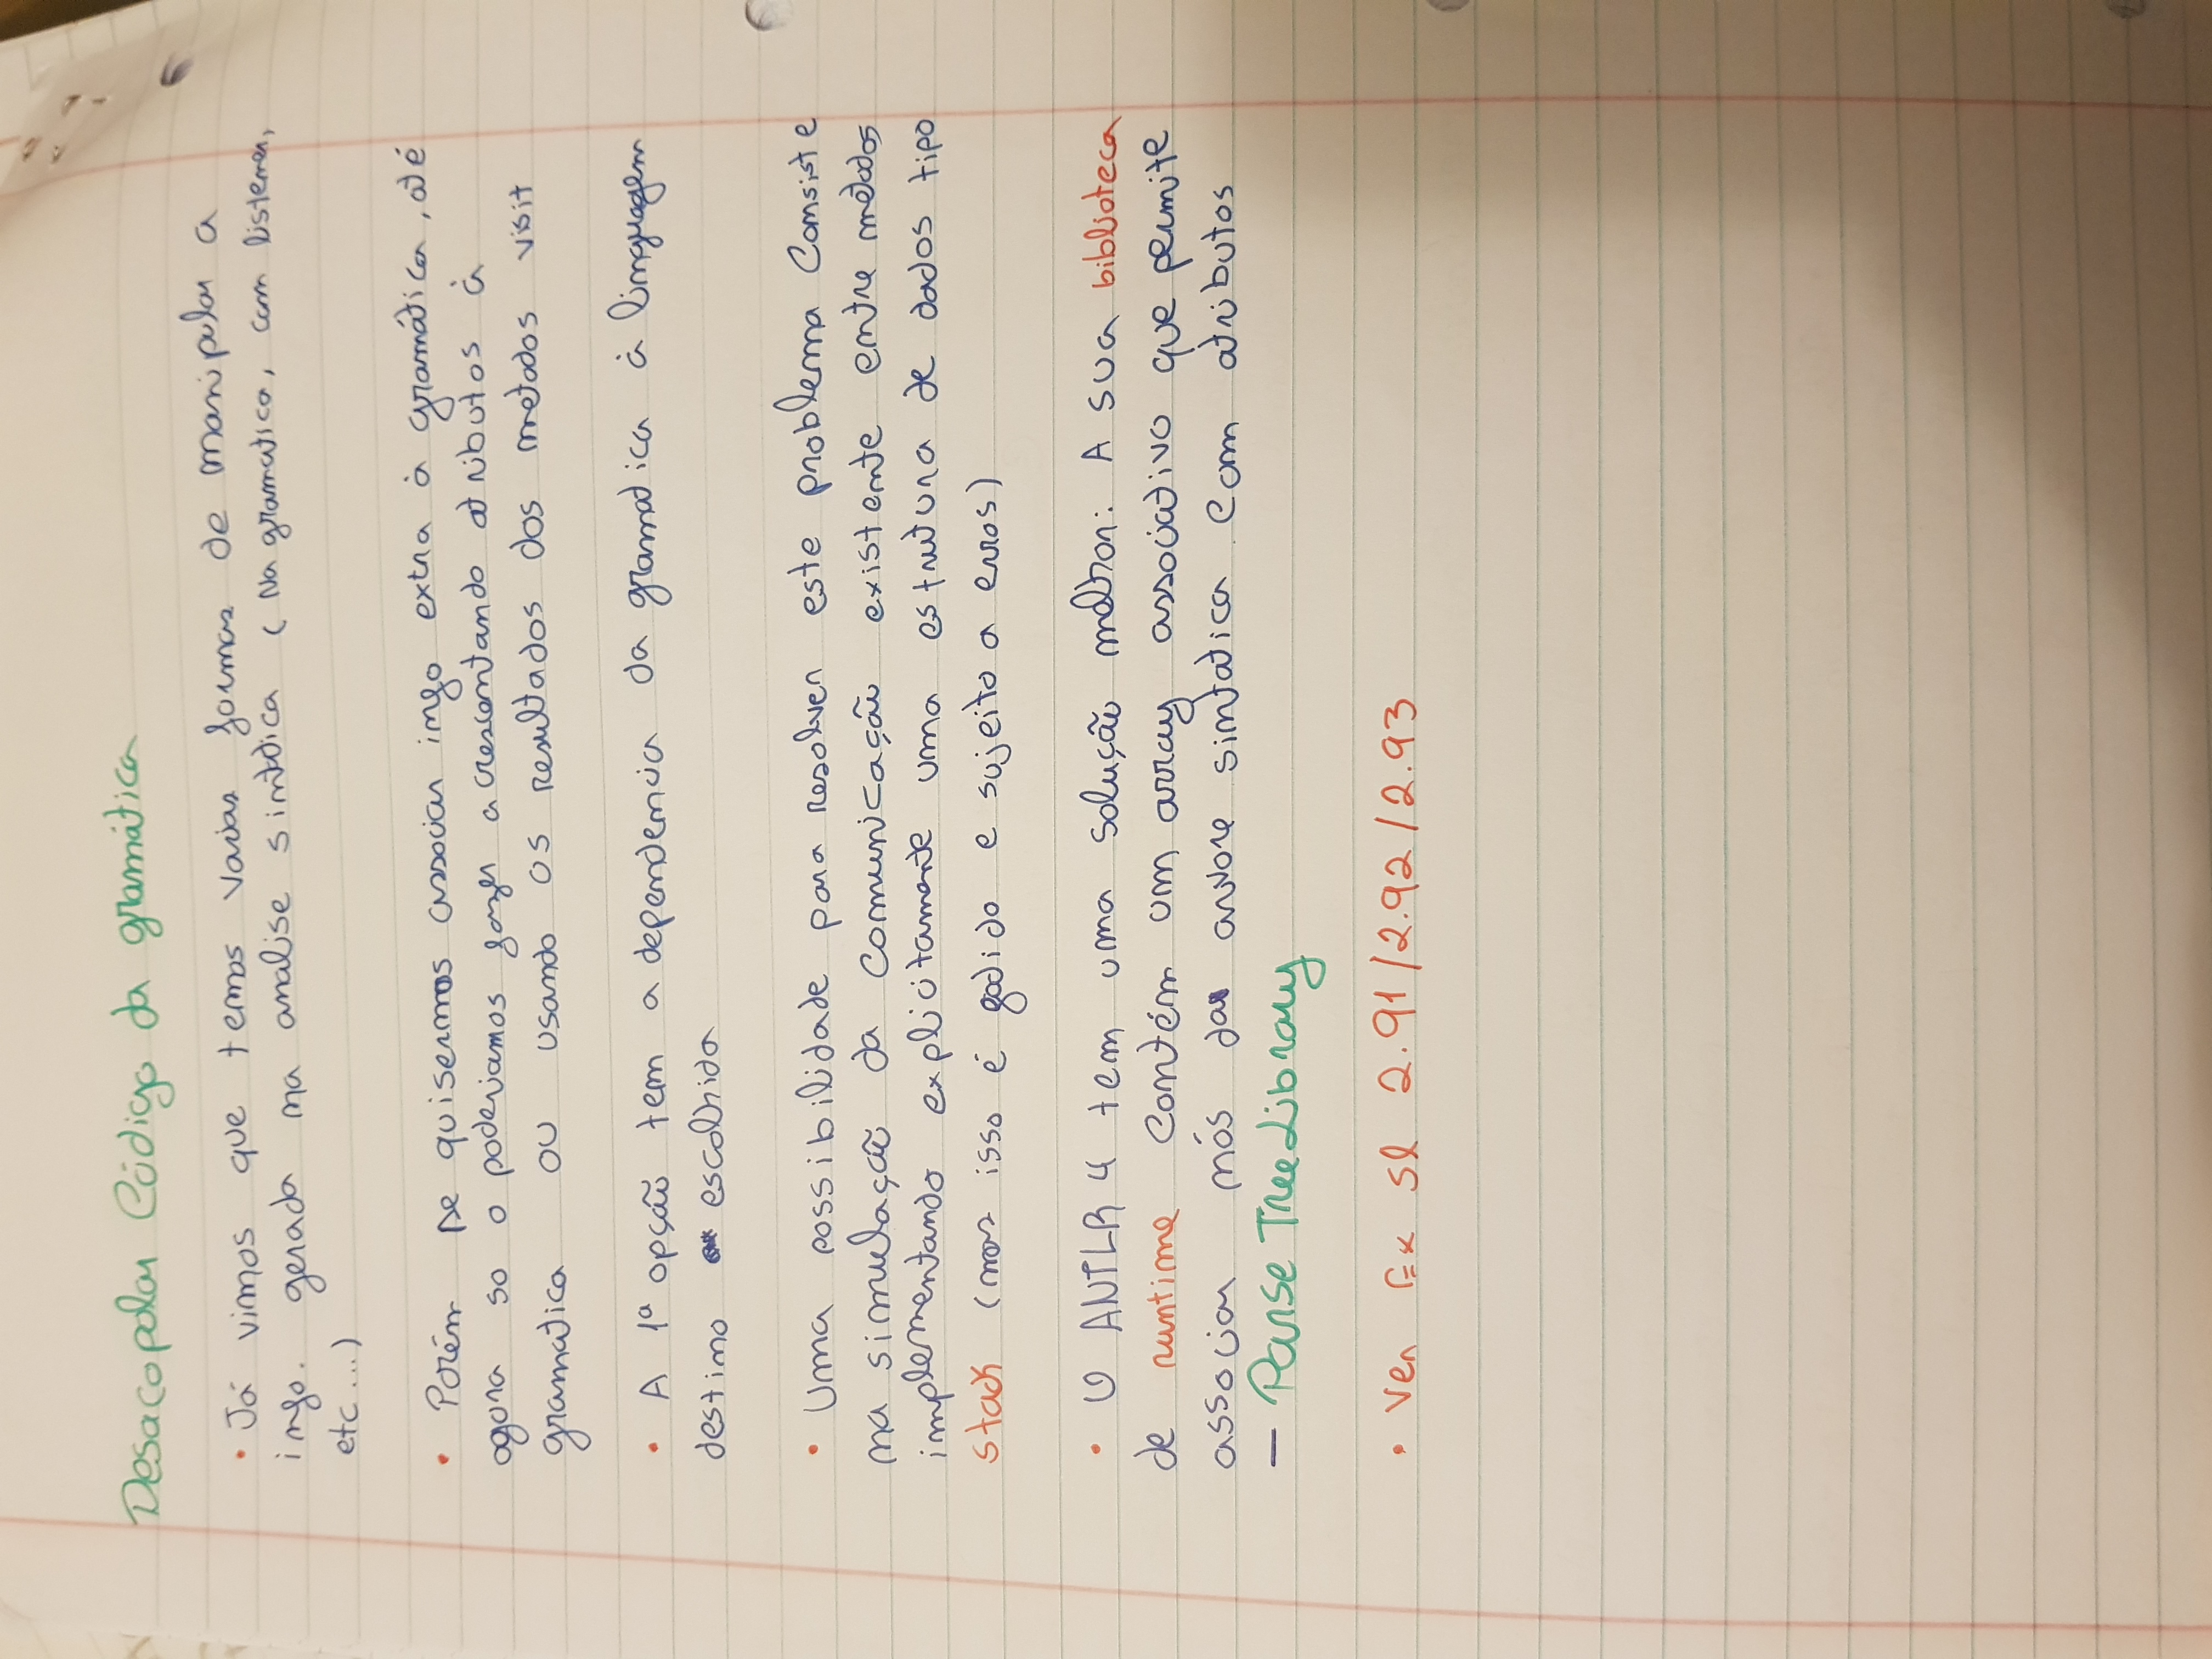 Desacopolar Código da gramática
• Já vimos que temos varias formas de manipular a
info. gerada na analise sintática (Na gramatica, com listener,
etc...)
• Porém se quisermos associar info extra à gramática, até
agora so o poderiamos fazer acrescentando atributos à
gramatica ou usando os resultados dos metodos visit
• A 1ª opção tem a dependencia da gramatica à linguagem
destino escolhida
• Uma possibilidade para resolver este problema Consiste
na simulação da comunicação existente entre métodos
implementando explicitamente uma estrutura de dados tipo
stack (mas isso é fodido e sujeito a erros)
• O ANTLR 4 tem uma solução melhor: A sua biblioteca
de runtime contém um array associativo que permite
associar nós da arvore sintatica com atributos
– Parse Tree Library
• Ver Ex sl 2.91/2.92/2.93